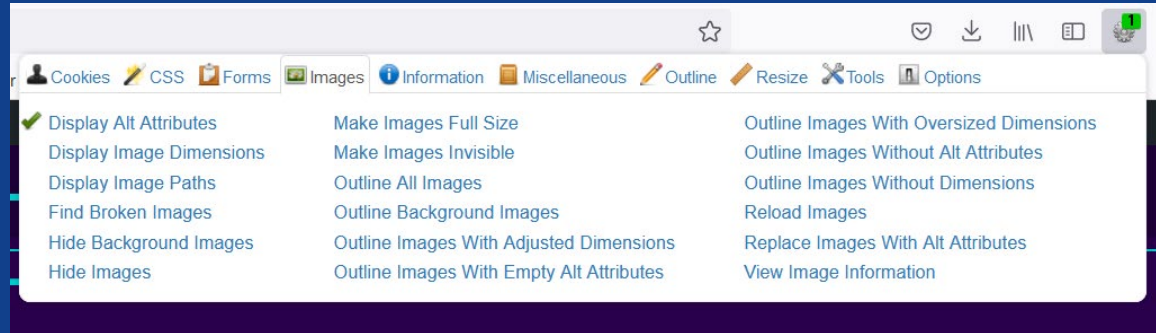 1
r Cookies CSS Forms Images Information Miscellaneous Outline Resize Tools Options
Display Alt Attributes Make Images Full Size Outline Images With Oversized Dimensions
Display Image Dimensions Make Images Invisible Outline Images Without Alt Attributes
Display Image Paths Outline All Images Outline Images Without Dimensions
Find Broken Images Outline Background Images Reload Images
Hide Background Images Outline Images With Adjusted Dimensions Replace Images With Alt Attributes
Hide Images Outline Images With Empty Alt Attributes View Image Information